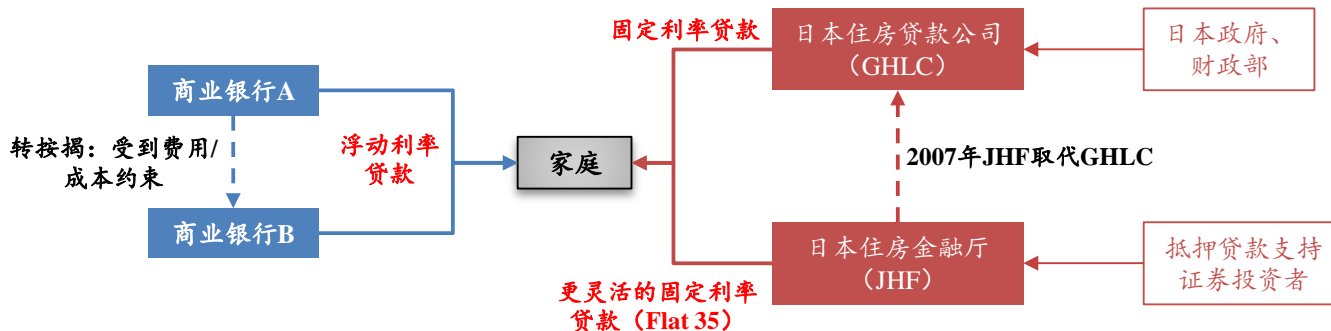 商业银行A
转按揭：受到费用/
成本约束
商业银行B
浮动利率
贷款
家庭
固定利率贷款
日本住房贷款公司
（GHLC）
日本政府、
财政部
2007年JHF取代GHLC
更灵活的固定利率
贷款（Flat 35）
日本住房金融厅
（JHF）
抵押贷款支持
证券投资者